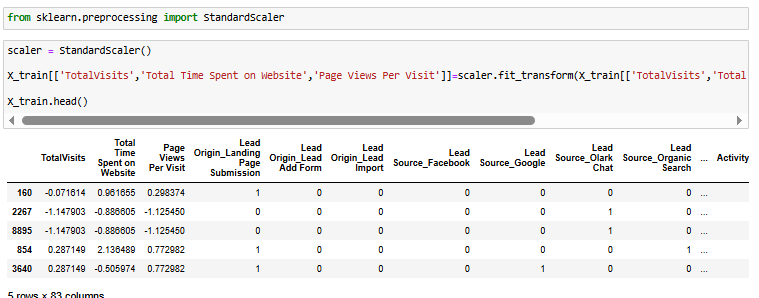 from sklearn.preprocessing import StandardScaler
scaler = StandardScaler()
X_train[['TotalVisits','Total Time Spent on Website','Page Views Per Visit']]=scaler.fit_transform(X_train[['TotalVisits','Total
X_train.head()
TotalVisits Total Time Spent on Website Page Views Per Visit Lead Origin_Landing Page Submission Lead Origin_Lead Add Form Lead Origin_Lead Import Lead Source_Facebook Lead Source_Google Lead Source_Olark Chat Lead Source_Organic Search ... Activity
160 -0.071614 0.961655 0.298374 1 0 0 0 0 0 0 ...
2267 -1.147903 -0.886605 -1.125450 0 0 0 0 0 1 0 ...
8895 -1.147903 -0.886605 -1.125450 0 0 0 0 0 1 0 ...
854 0.287149 2.136489 0.772982 1 0 0 0 0 0 1 ...
3640 0.287149 -0.505974 0.772982 1 0 0 0 1 0 0 ...
5 rows × 83 columns